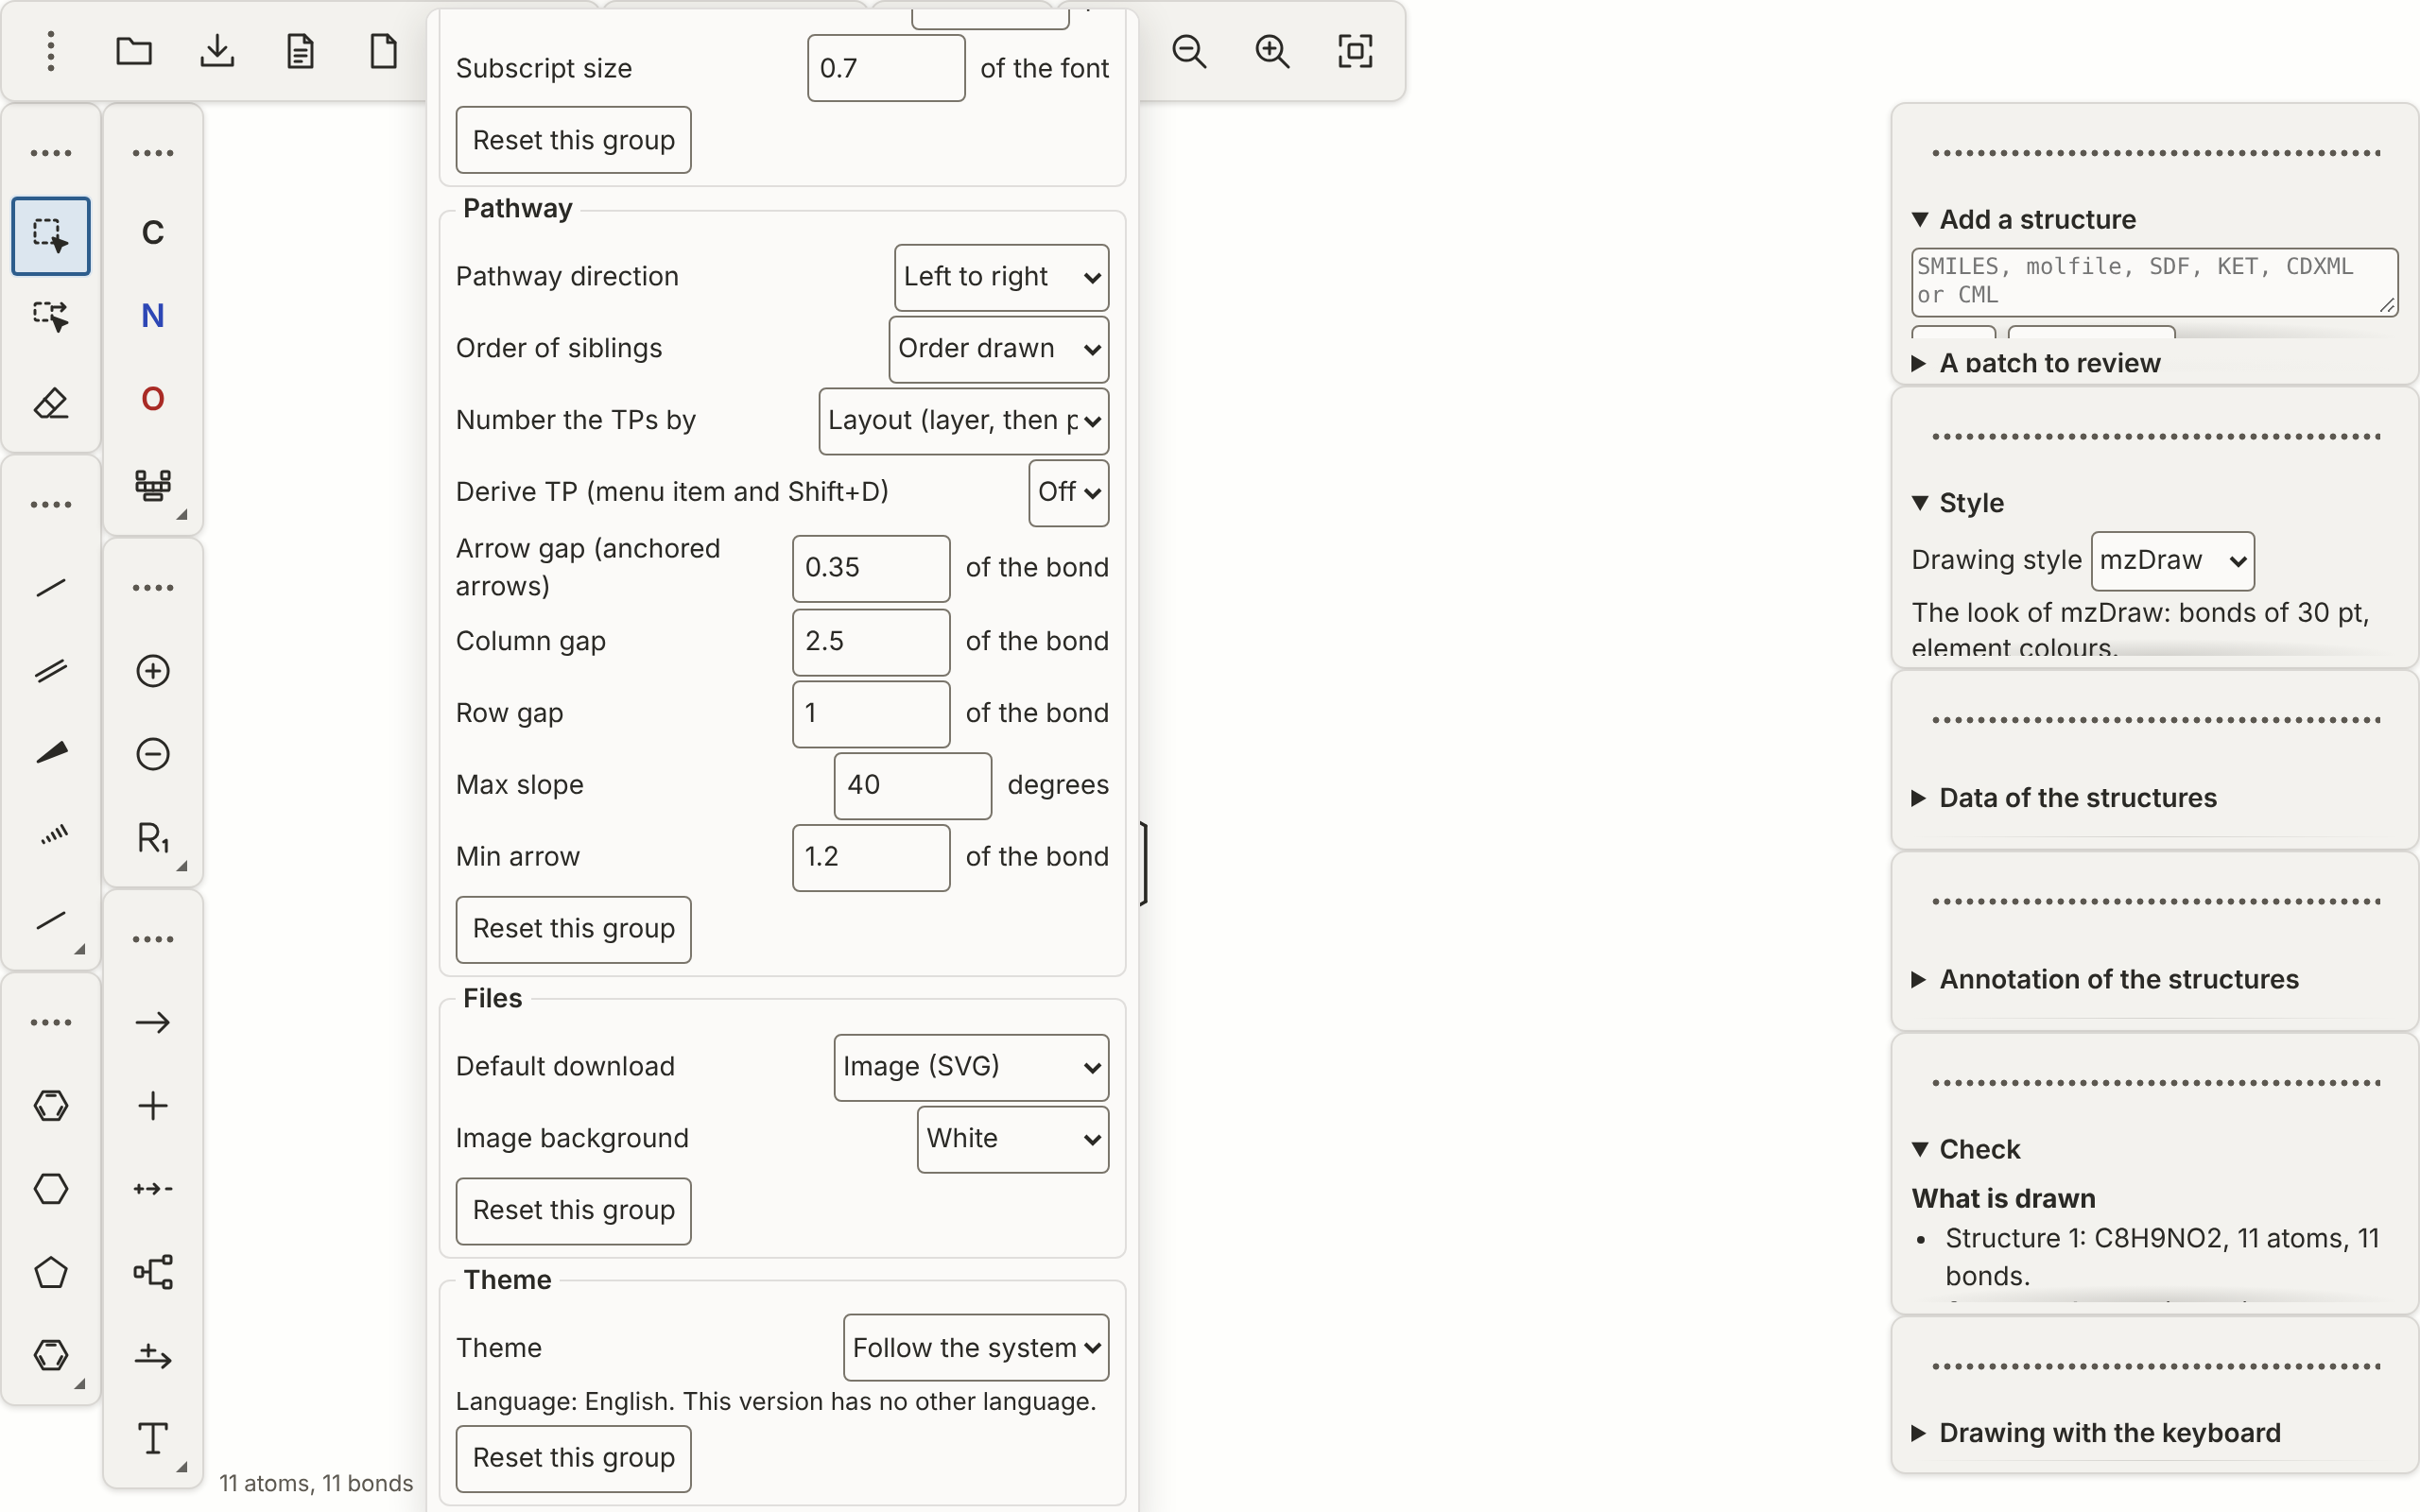 Subscript size 0.7 of the font
Reset this group
Pathway
Pathway direction Left to right
Order of siblings Order drawn
Number the TPs by Layout (layer, then p
Derive TP (menu item and Shift+D) Off
Arrow gap (anchored
arrows) 0.35 of the bond
Column gap 2.5 of the bond
Row gap 1 of the bond
Max slope 40 degrees
Min arrow 1.2 of the bond
Reset this group
Files
Default download Image (SVG)
Image background White
Reset this group
Theme
Theme Follow the system
Language: English. This version has no other language.
Reset this group
C
N
O
R1
T
11 atoms, 11 bonds
Add a structure
SMILES, molfile, SDF, KET, CDXML
or CML
A patch to review
Style
Drawing style mzDraw
The look of mzDraw: bonds of 30 pt,
element colours.
Data of the structures
Annotation of the structures
Check
What is drawn
• Structure 1: C8H9NO2, 11 atoms, 11
bonds.
Drawing with the keyboard